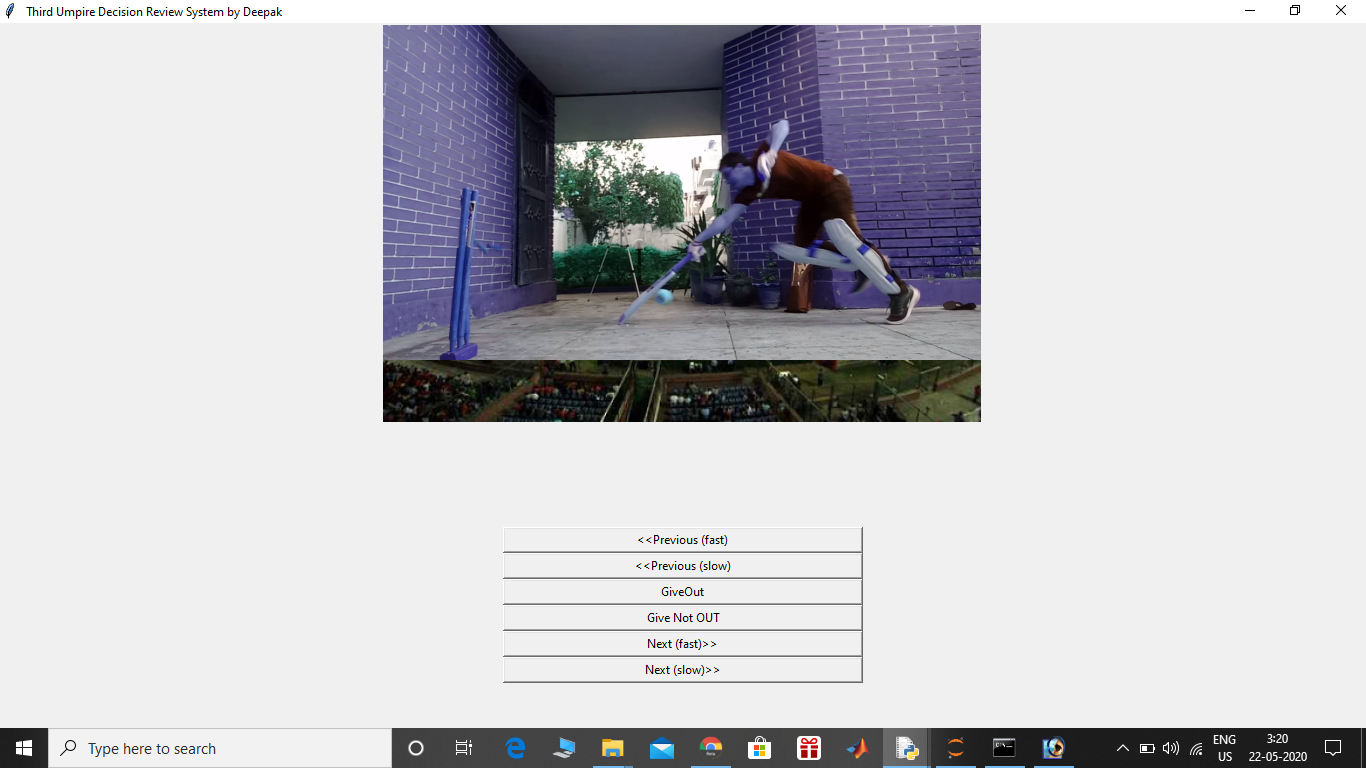 Third Umpire Decision Review System by Deepak
<<Previous (fast)
<<Previous (slow)
GiveOut
Give Not OUT
Next (fast)>>
Next (slow)>>
Type here to search
ENG
US
3:20
22-05-2020